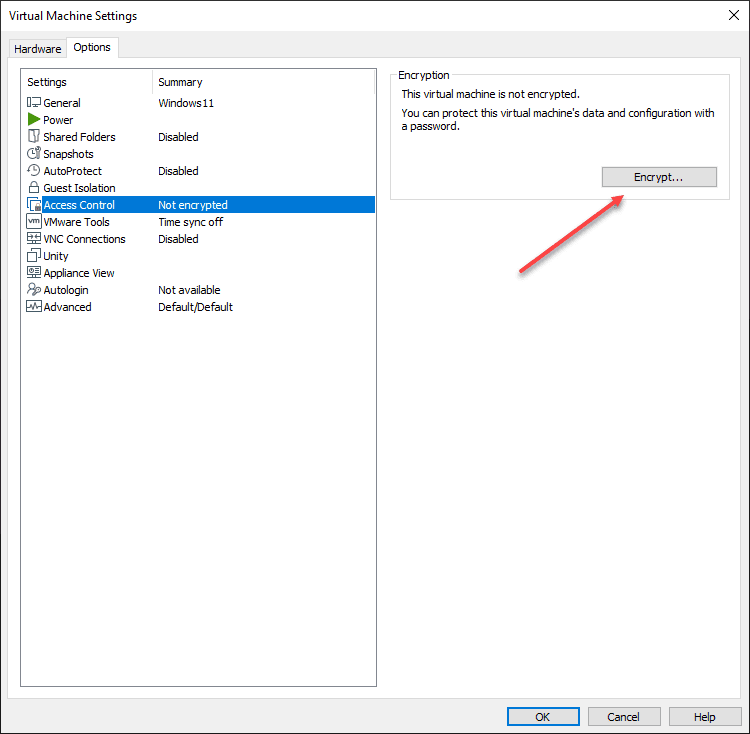 Virtual Machine Settings
Hardware Options
Settings Summary
General Windows11
Power
Shared Folders Disabled
Snapshots
AutoProtect Disabled
Guest Isolation
Access Control Not encrypted
vm VMware Tools Time sync off
VNC Connections Disabled
Unity
Appliance View
Autologin Not available
Advanced Default/Default
Encryption
This virtual machine is not encrypted.
You can protect this virtual machine's data and configuration with
a password.
Encrypt...
OK Cancel Help